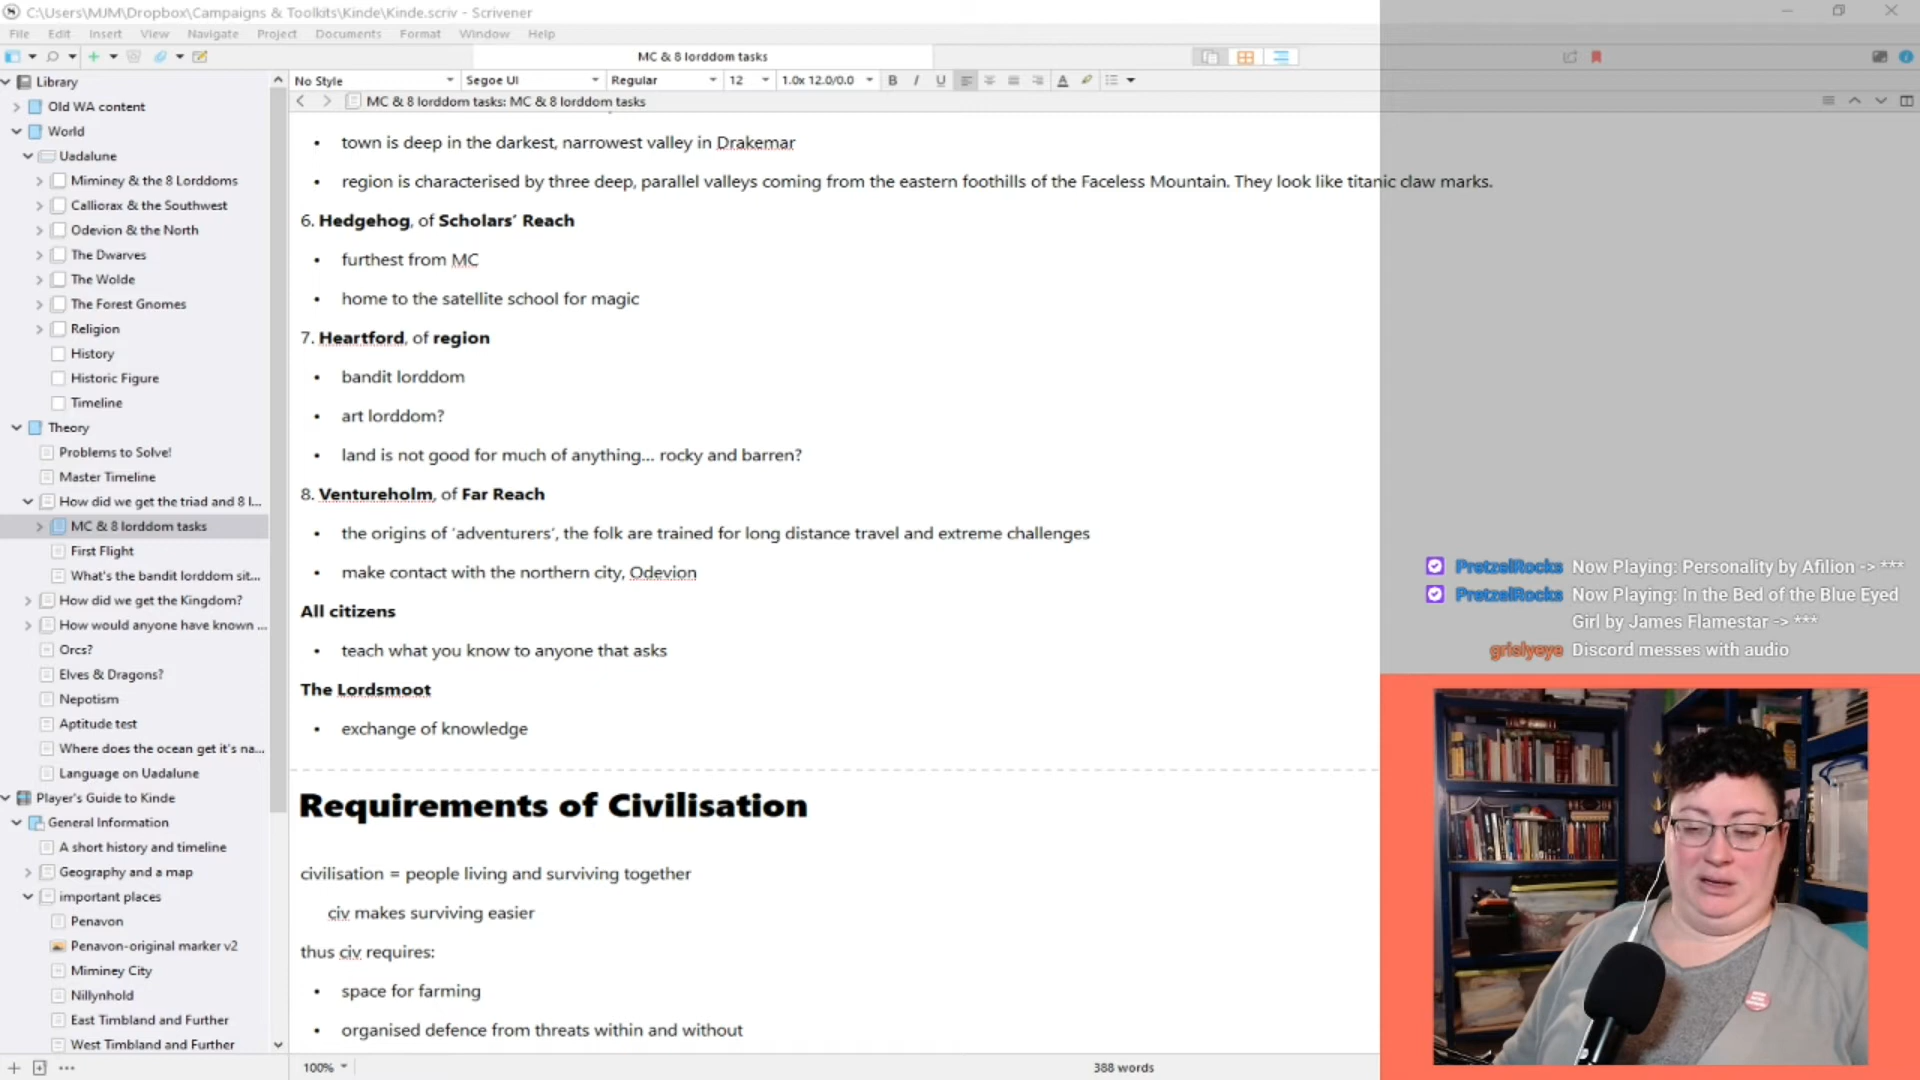 C:\Users\MJM\Dropbox\Campaigns & Toolkits\Kinde\Kinde.scriv - Scrivener
File Edit Insert View Navigate Project Documents Format Window Help
MC & 8 lorddom tasks
No Style Segoe UI Regular 12 1.0x 12.0/0.0 B I U A
MC & 8 lorddom tasks: MC & 8 lorddom tasks
Library
Old WA content
World
Uadalune
Miminey & the 8 Lorddoms
Calliorax & the Southwest
Odevion & the North
The Dwarves
The Wolde
The Forest Gnomes
Religion
History
Historic Figure
Timeline
Theory
Problems to Solve!
Master Timeline
How did we get the triad and 8 l...
MC & 8 lorddom tasks
First Flight
What's the bandit lorddom sit...
How did we get the Kingdom?
How would anyone have known ...
Orcs?
Elves & Dragons?
Nepotism
Aptitude test
Where does the ocean get it's na...
Language on Uadalune
Player's Guide to Kinde
General Information
A short history and timeline
Geography and a map
important places
Penavon
Penavon-original marker v2
Miminey City
Nillynhold
East Timbland and Further
West Timbland and Further
• town is deep in the darkest, narrowest valley in Drakemar
• region is characterised by three deep, parallel valleys coming from the eastern foothills of the Faceless Mountain. They look like titanic claw marks.
6. Hedgehog, of Scholars' Reach
• furthest from MC
• home to the satellite school for magic
7. Heartford, of region
• bandit lorddom
• art lorddom?
• land is not good for much of anything... rocky and barren?
8. Ventureholm, of Far Reach
• the origins of 'adventurers', the folk are trained for long distance travel and extreme challenges
• make contact with the northern city, Odevion
All citizens
• teach what you know to anyone that asks
The Lordsmoot
• exchange of knowledge
Requirements of Civilisation
civilisation = people living and surviving together
civ makes surviving easier
thus civ requires:
• space for farming
• organised defence from threats within and without
100%
388 words
PretzelRocks Now Playing: Personality by Afilion -> ***
PretzelRocks Now Playing: In the Bed of the Blue Eyed
Girl by James Flamestar -> ***
grislyeye Discord messes with audio